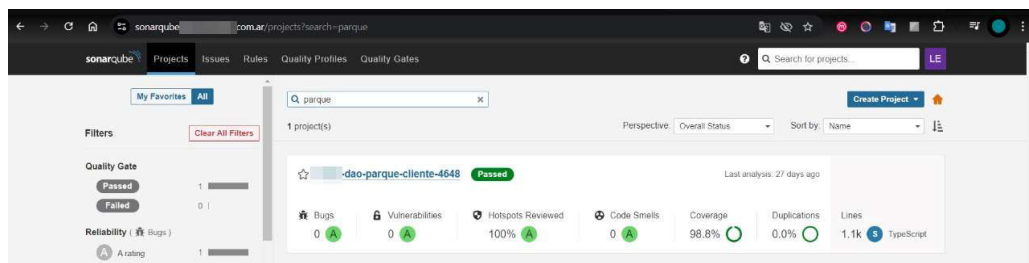 sonarqube com.ar/projects?search=parque
sonarqube Projects Issues Rules Quality Profiles Quality Gates Search for projects... LE
My Favorites All
parque
Create Project
Filters Clear All Filters
1 project(s)
Perspective: Overall Status Sort by: Name
Quality Gate
Passed 1
Failed 0
Reliability ( Bugs )
A A rating 1
-dao-parque-cliente-4648 Passed Last analysis: 27 days ago
Bugs Vulnerabilities Hotspots Reviewed Code Smells Coverage Duplications Lines
0 A 0 A 100% A 0 A 98.8% 0.0% 1.1k S TypeScript